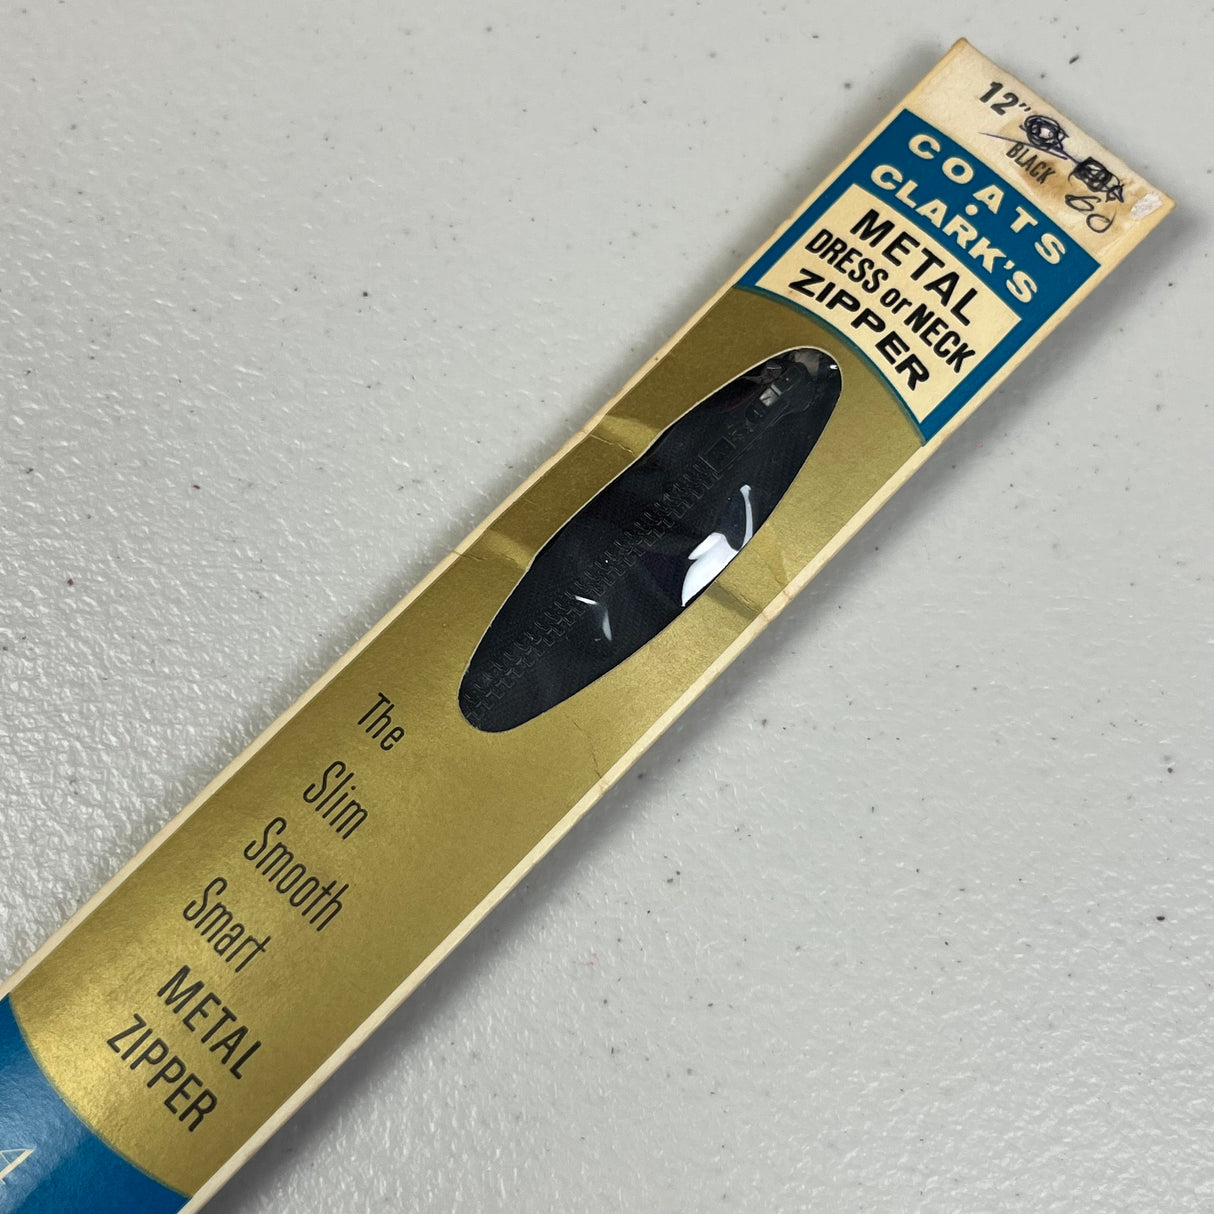 12"
BLACK
60
COATS
•
CLARK'S
METAL
DRESS or NECK
ZIPPER
The
Slim
Smooth
Smart
METAL
ZIPPER